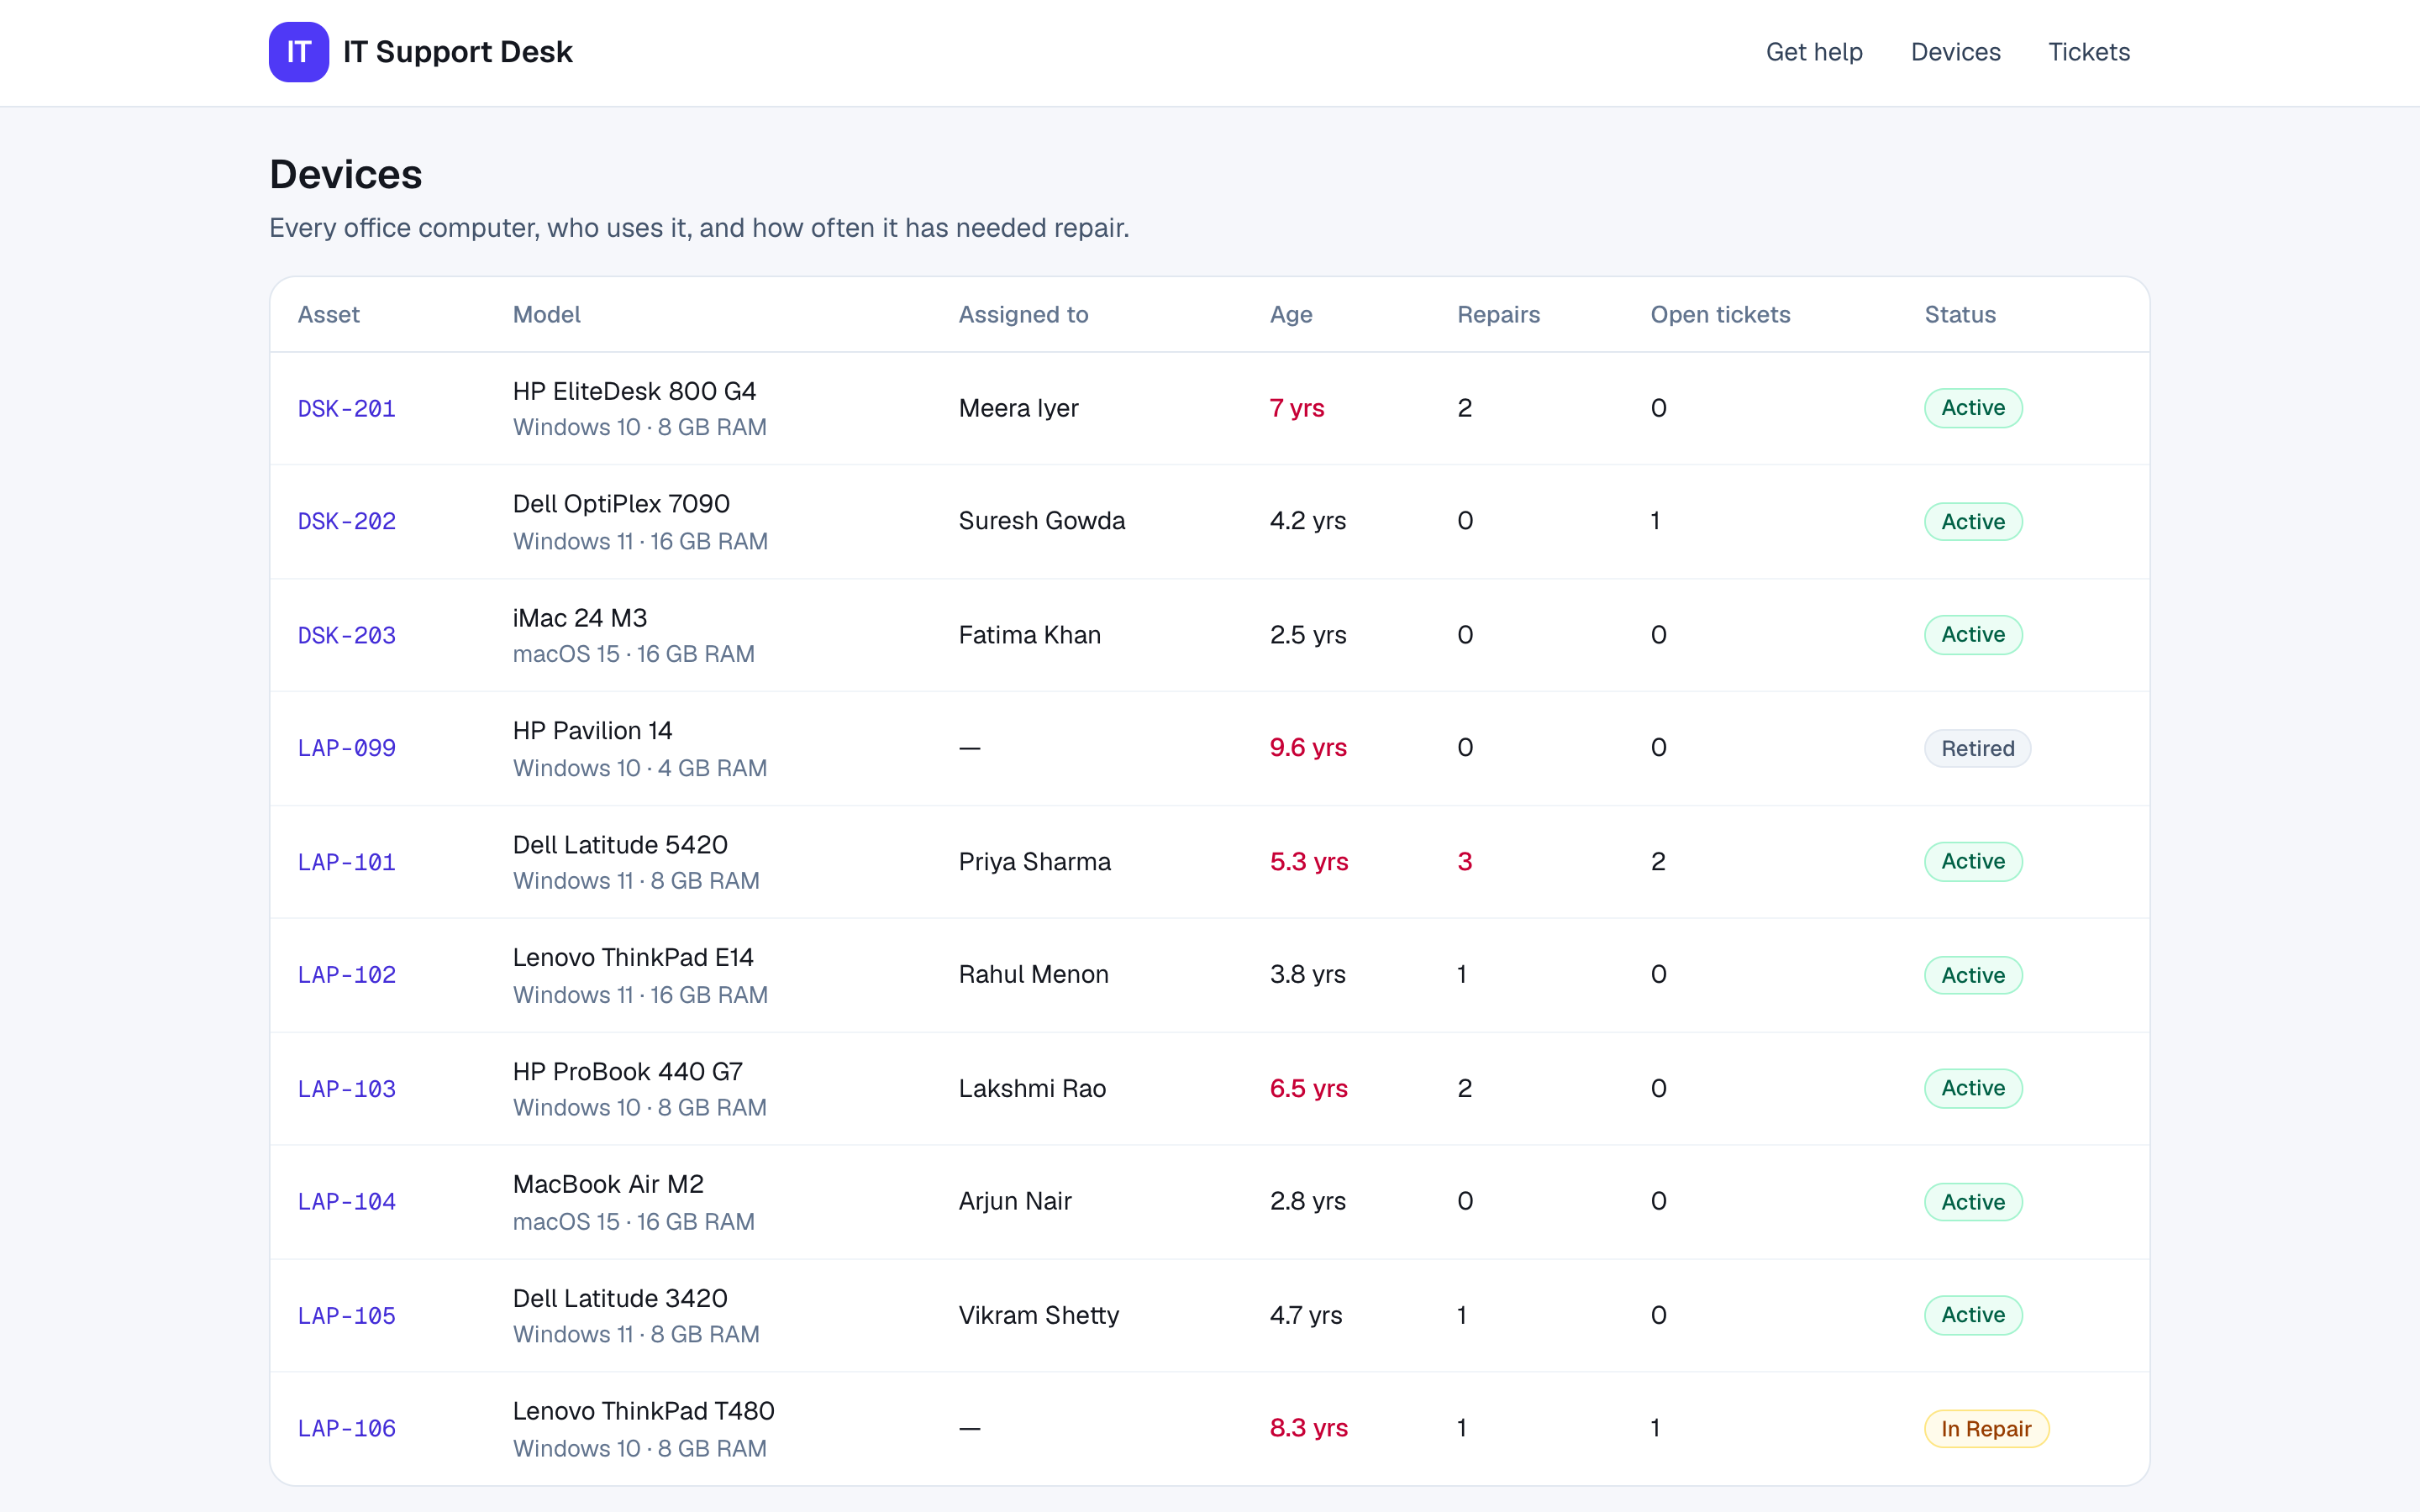 IT IT Support Desk Get help Devices Tickets
Devices
Every office computer, who uses it, and how often it has needed repair.
Asset Model Assigned to Age Repairs Open tickets Status
DSK-201 HP EliteDesk 800 G4 Meera Iyer 7 yrs 2 0 Active
Windows 10 · 8 GB RAM
DSK-202 Dell OptiPlex 7090 Suresh Gowda 4.2 yrs 0 1 Active
Windows 11 · 16 GB RAM
DSK-203 iMac 24 M3 Fatima Khan 2.5 yrs 0 0 Active
macOS 15 · 16 GB RAM
LAP-099 HP Pavilion 14 — 9.6 yrs 0 0 Retired
Windows 10 · 4 GB RAM
LAP-101 Dell Latitude 5420 Priya Sharma 5.3 yrs 3 2 Active
Windows 11 · 8 GB RAM
LAP-102 Lenovo ThinkPad E14 Rahul Menon 3.8 yrs 1 0 Active
Windows 11 · 16 GB RAM
LAP-103 HP ProBook 440 G7 Lakshmi Rao 6.5 yrs 2 0 Active
Windows 10 · 8 GB RAM
LAP-104 MacBook Air M2 Arjun Nair 2.8 yrs 0 0 Active
macOS 15 · 16 GB RAM
LAP-105 Dell Latitude 3420 Vikram Shetty 4.7 yrs 1 0 Active
Windows 11 · 8 GB RAM
LAP-106 Lenovo ThinkPad T480 — 8.3 yrs 1 1 In Repair
Windows 10 · 8 GB RAM